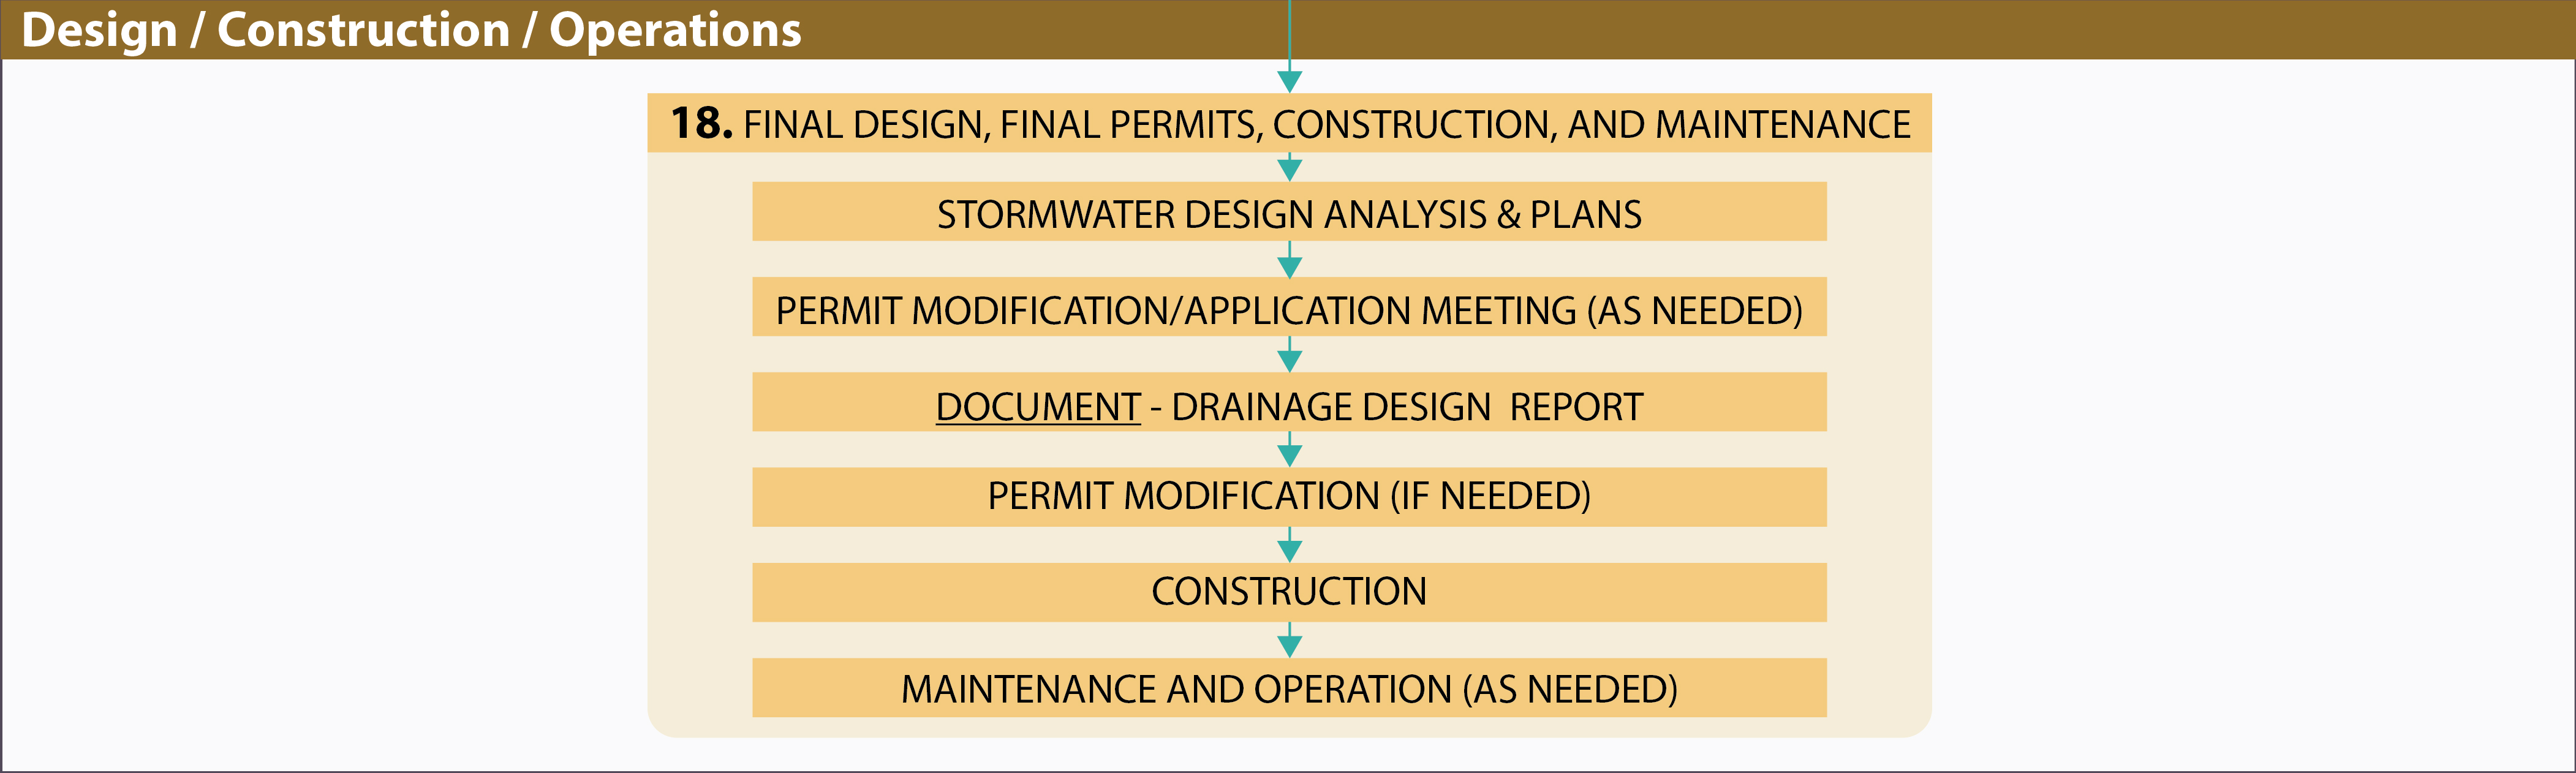 Design / Construction / Operations
18. FINAL DESIGN, FINAL PERMITS, CONSTRUCTION, AND MAINTENANCE
STORMWATER DESIGN ANALYSIS & PLANS
PERMIT MODIFICATION/APPLICATION MEETING (AS NEEDED)
DOCUMENT - DRAINAGE DESIGN REPORT
PERMIT MODIFICATION (IF NEEDED)
CONSTRUCTION
MAINTENANCE AND OPERATION (AS NEEDED)